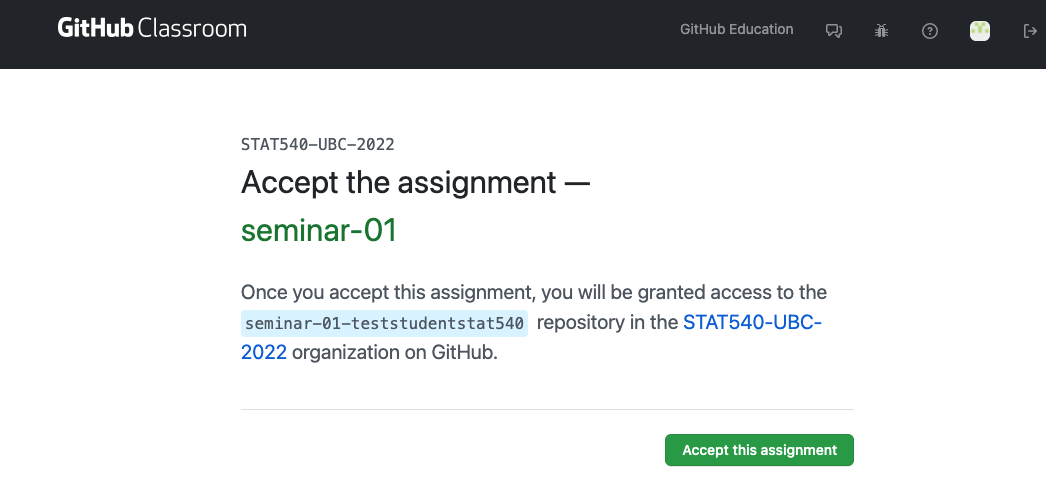 GitHub Classroom
GitHub Education
STAT540-UBC-2022
Accept the assignment —
seminar-01
Once you accept this assignment, you will be granted access to the
seminar-01-teststudentstat540 repository in the STAT540-UBC-
2022 organization on GitHub.
Accept this assignment